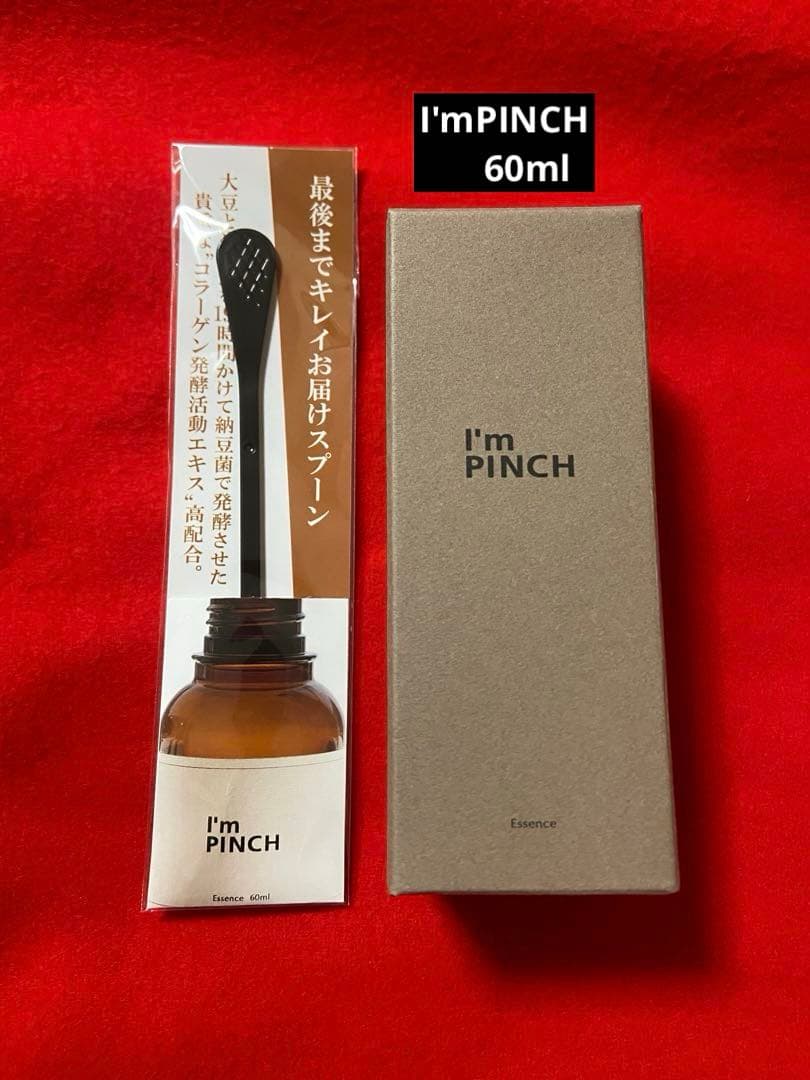 I'mPINCH
60ml
最後までキレイお届けスプーン
大豆と
19時間かけて納豆菌で発酵させた
貴
な"コラーゲン発酵活動エキス"高配合。
I'm
PINCH
Essence 60ml
I'm
PINCH
Essence